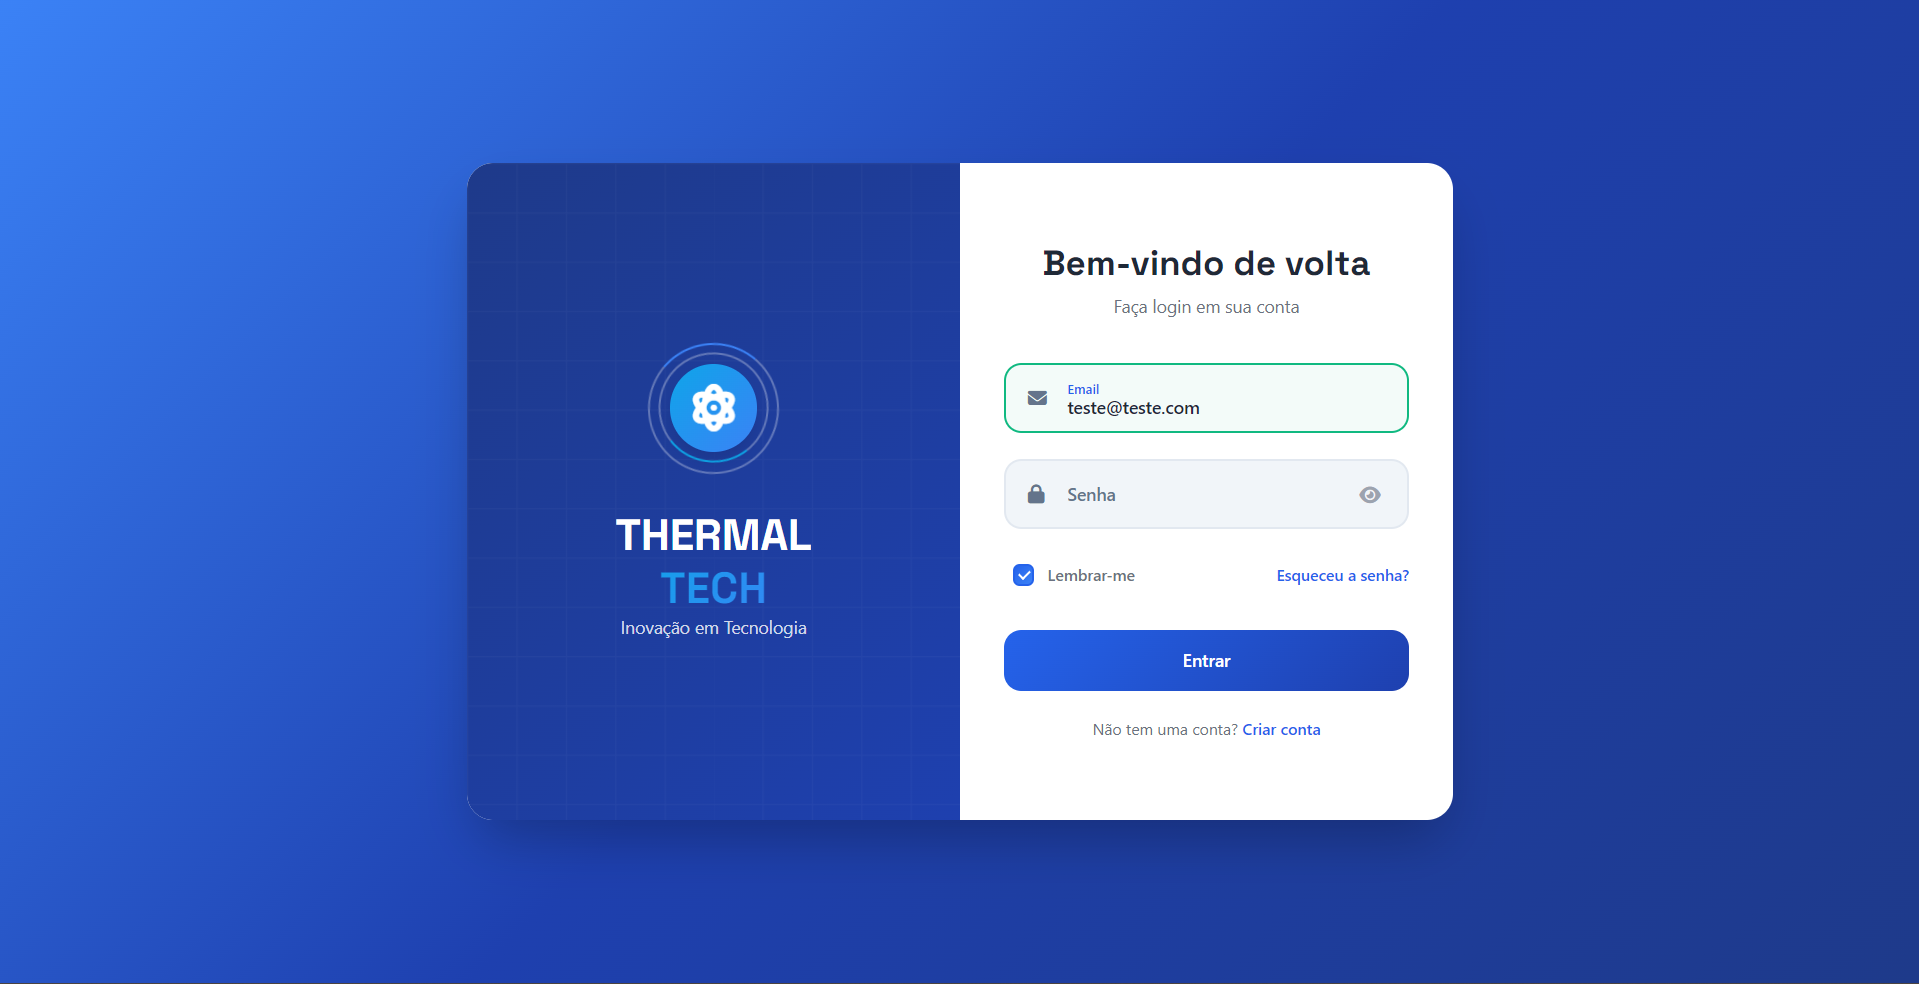 THERMAL
TECH
Inovação em Tecnologia
Bem-vindo de volta
Faça login em sua conta
Email
teste@teste.com
Senha
Lembrar-me
Esqueceu a senha?
Entrar
Não tem uma conta? Criar conta